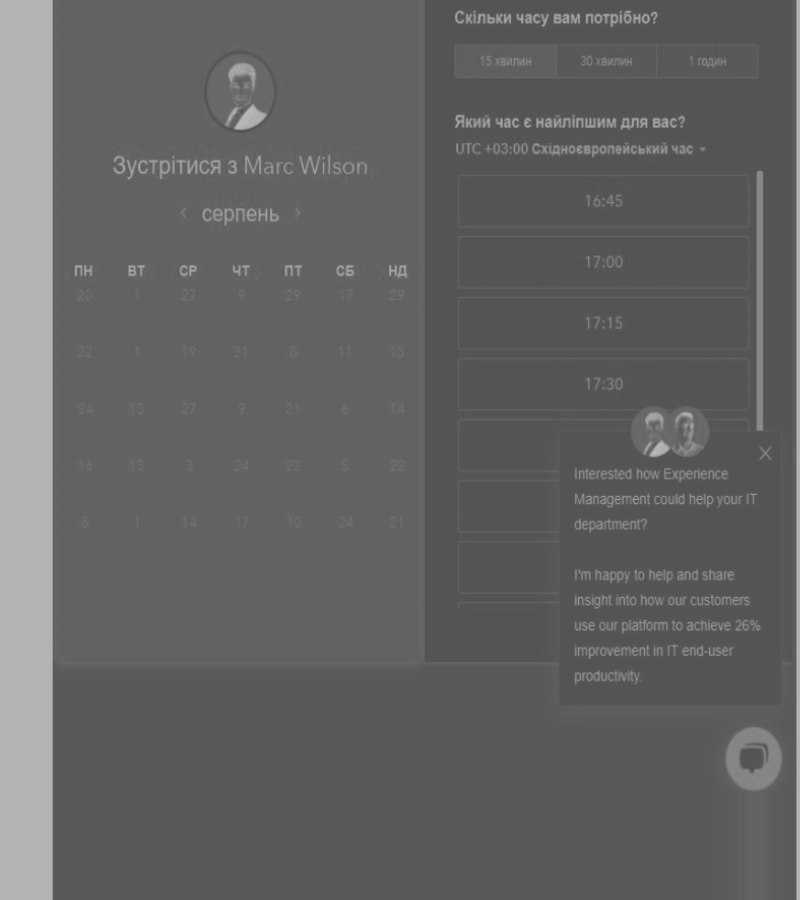 Зустрітися з Marc Wilson
серпень
ПН ВТ СР ЧТ ПТ СБ НД
20 1 27 9 29 17 29
22 1 19 21 8 11 13
24 13 27 9 21 6 14
16 13 3 24 22 5 22
8 1 14 17 10 24 21
Скільки часу вам потрібно?
15 хвилин 30 хвилин 1 годин
Який час є найліпшим для вас?
UTC +03:00 Східноєвропейський час
16:45
17:00
17:15
17:30
Interested how Experience
Management could help your IT
department?
I'm happy to help and share
insight into how our customers
use our platform to achieve 26%
improvement in IT end-user
productivity.